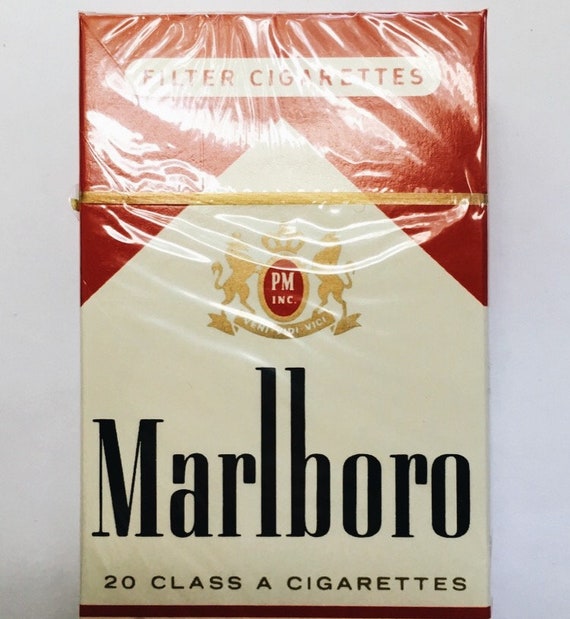 FILTER CIGARETTES
PM
INC.
VENI·VIDI·VICI
Marlboro
20 CLASS A CIGARETTES